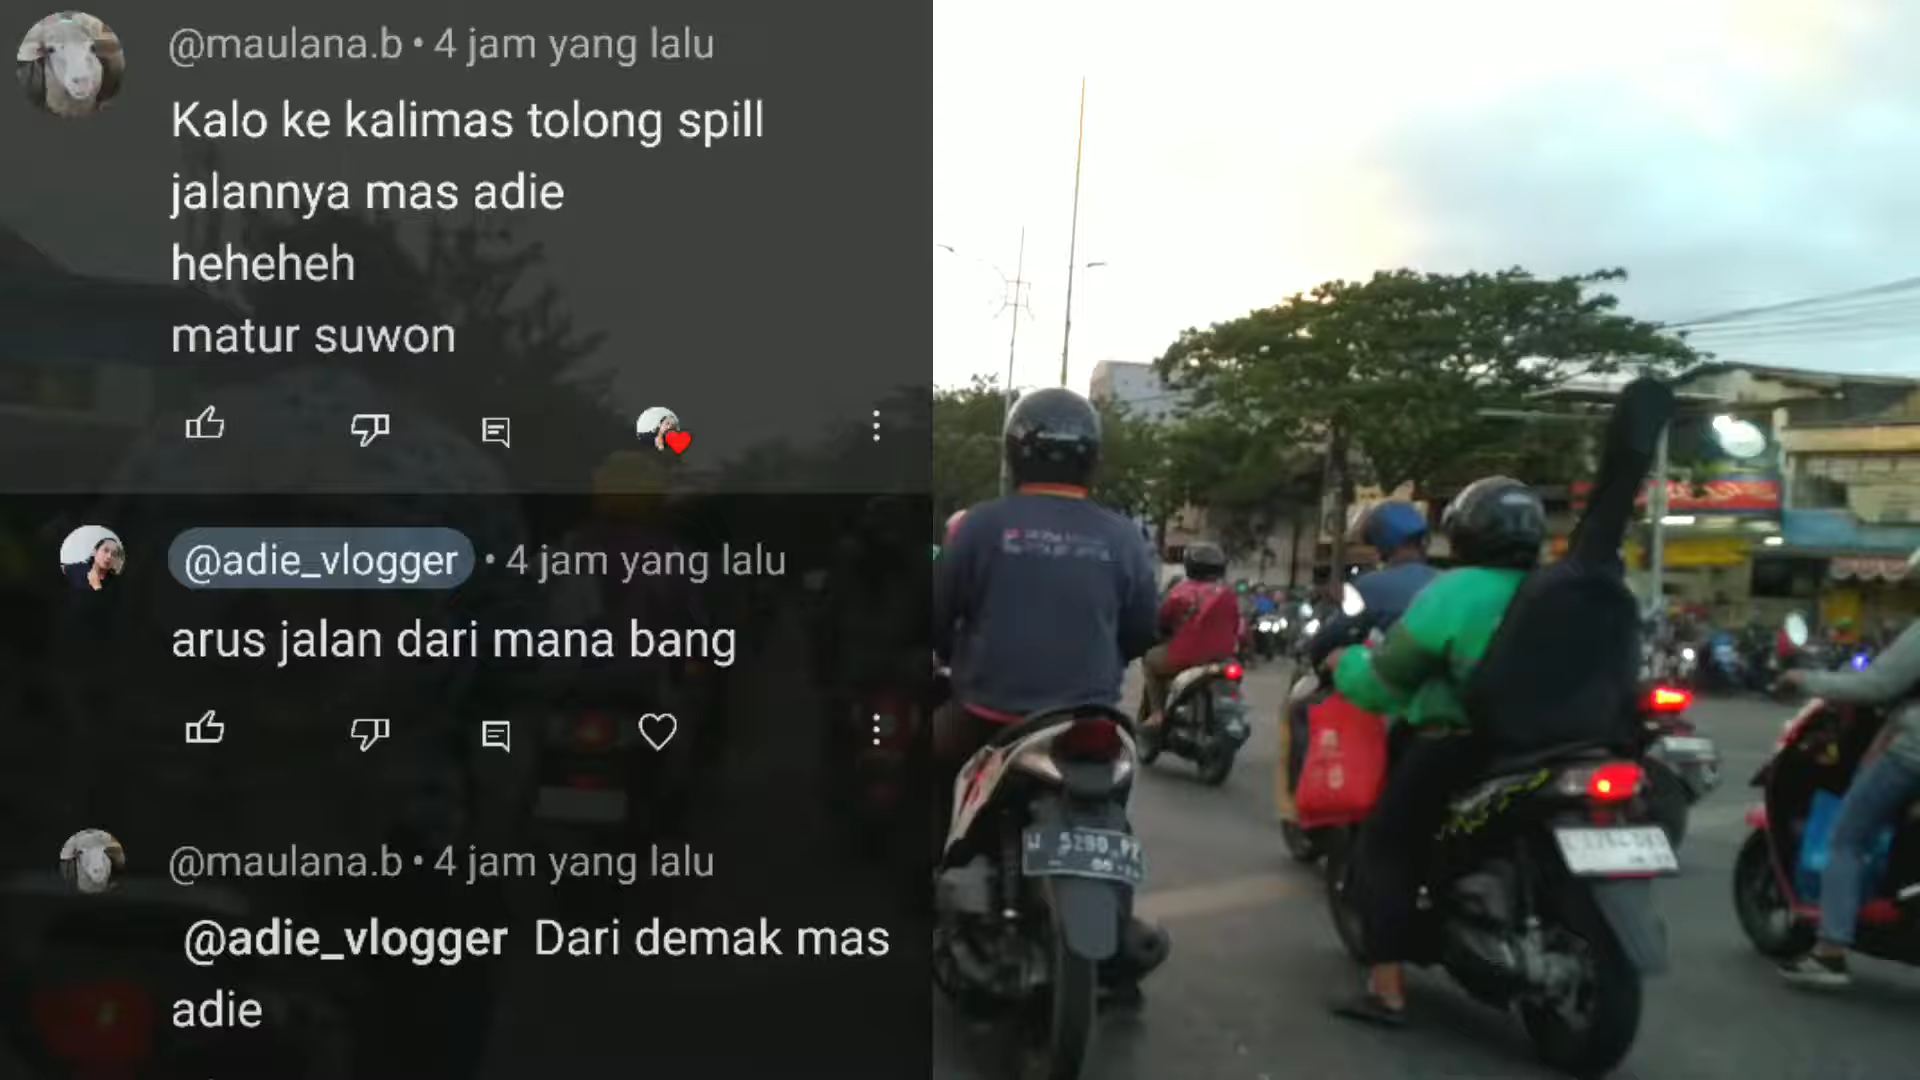 @maulana.b • 4 jam yang lalu
Kalo ke kalimas tolong spill
jalannya mas adie
heheheh
matur suwon
@adie_vlogger • 4 jam yang lalu
arus jalan dari mana bang
@maulana.b • 4 jam yang lalu
@adie_vlogger Dari demak mas
adie